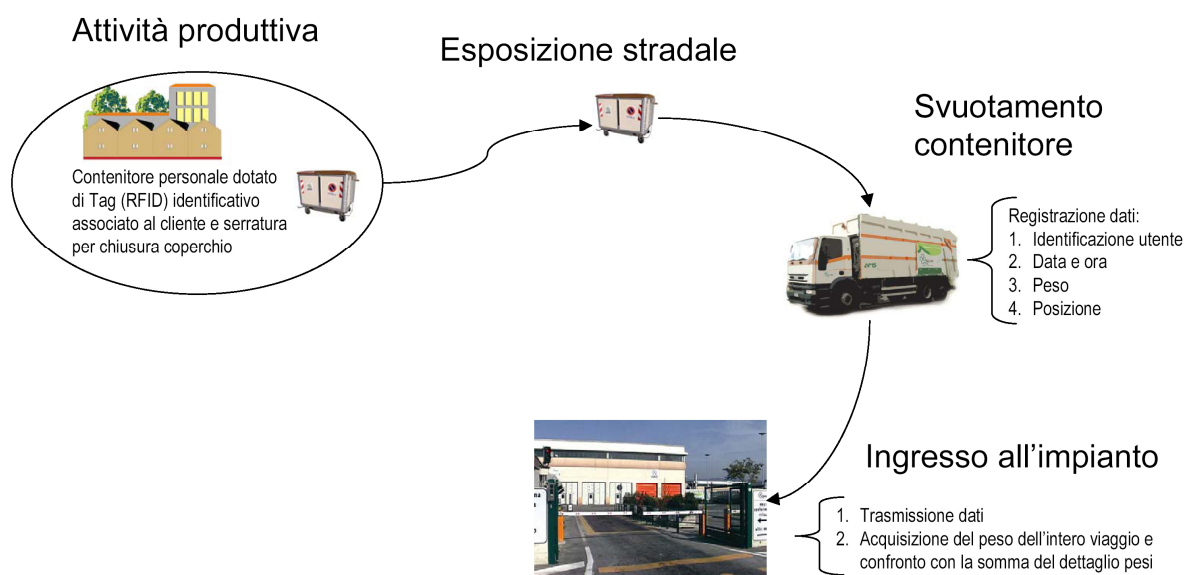 Attività produttiva
Esposizione stradale
Svuotamento
contenitore
Contenitore personale dotato
di Tag (RFID) identificativo
associato al cliente e serratura
per chiusura coperchio
Registrazione dati:
1. Identificazione utente
2. Data e ora
3. Peso
4. Posizione
Ingresso all'impianto
1. Trasmissione dati
2. Acquisizione del peso dell'intero viaggio e
confronto con la somma del dettaglio pesi